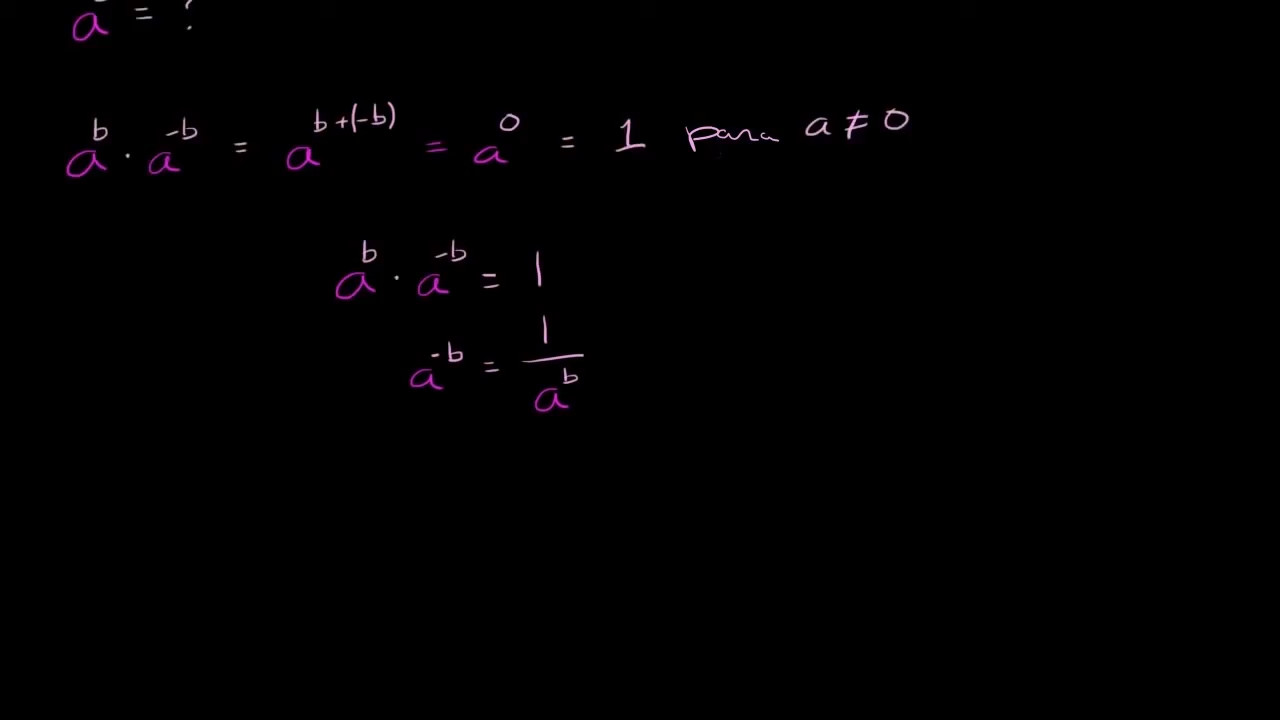 a = ?
a^b · a^-b = a^b+(-b) = a^0 = 1 para a ≠ 0
a^b · a^-b = 1
a^-b = 1/a^b